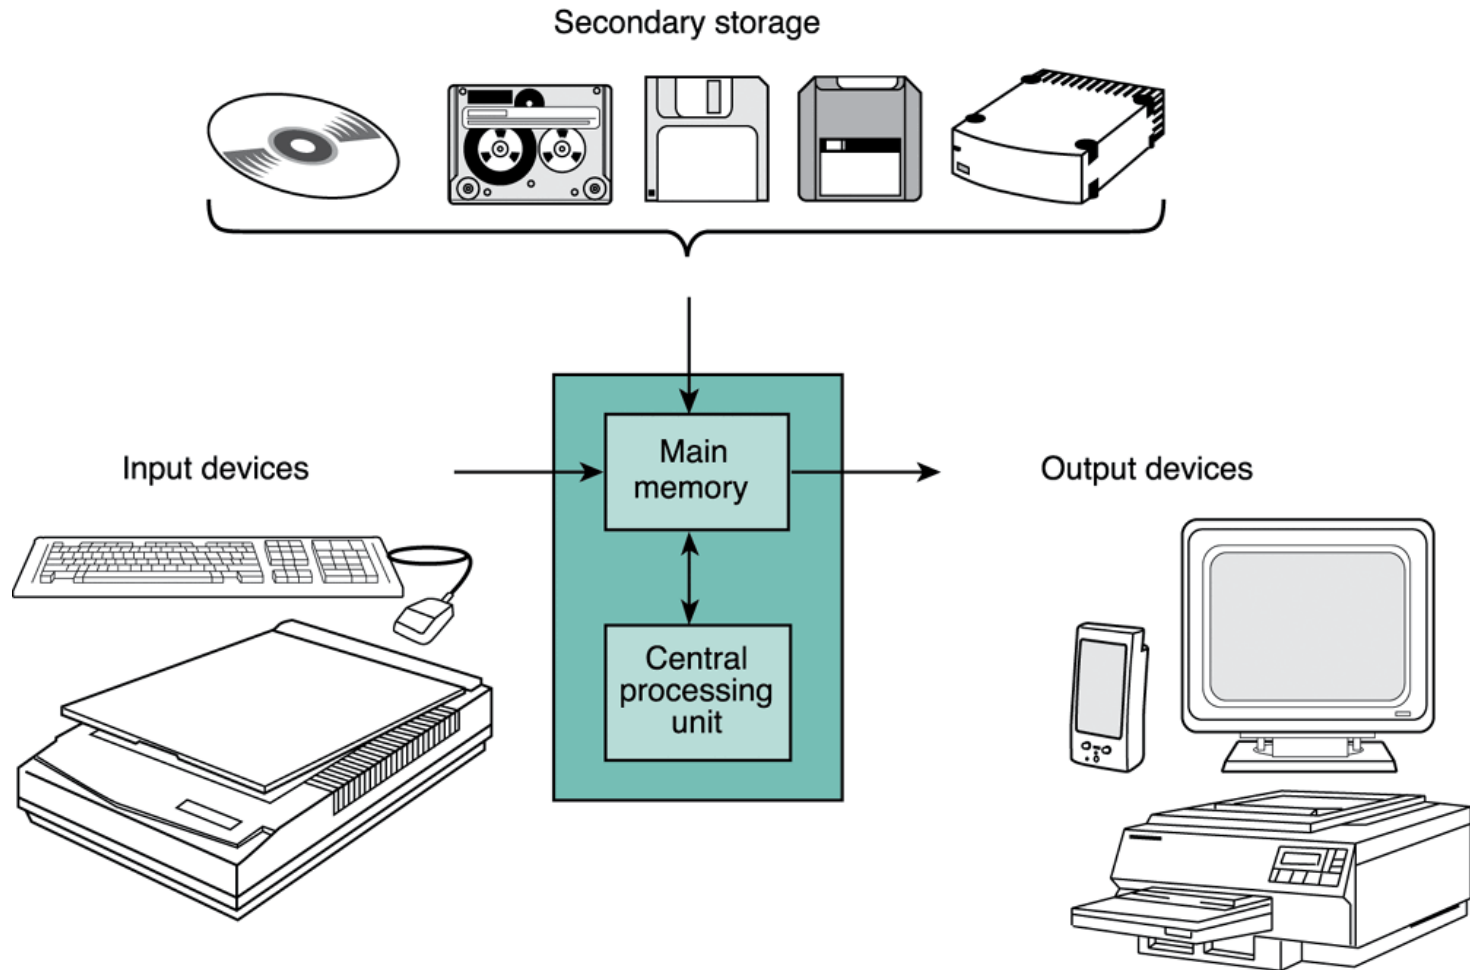 Secondary storage
Input devices
Main
memory
Output devices
Central
processing
unit